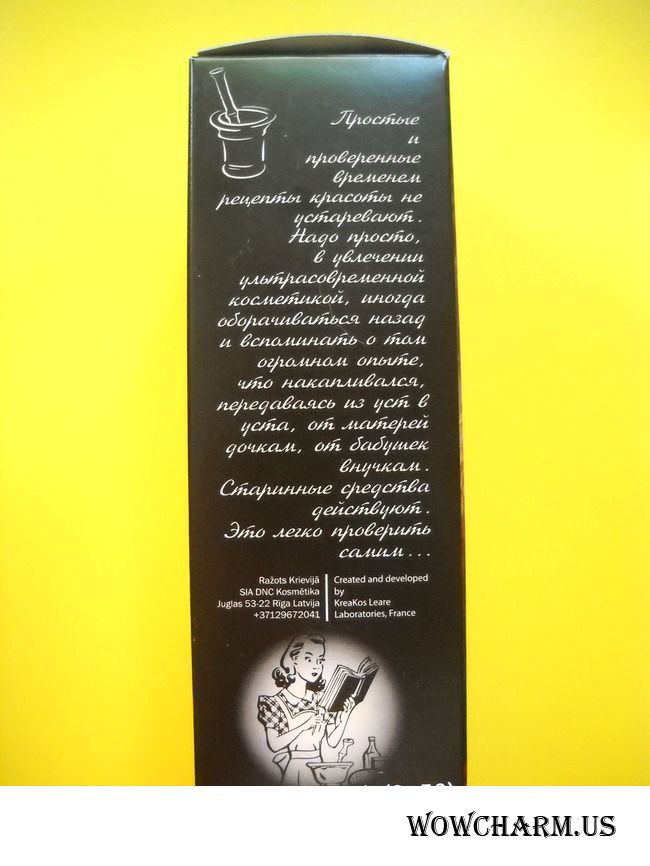 Простые
и
проверенные
временем
рецепты красоты не
устаревают.
Надо просто,
в увлечении
ультрасовременной
косметикой, иногда
оборачиваться назад
и вспоминать о том
огромном опыте,
что накапливался,
передаваясь из уст в
уста, от матерей
дочкам, от бабушек
внучкам.
Старинные средства
действуют.
Это легко проверить
самим...
Ražots Krievijā
SIA DNC Kosmētika
Juglas 53-22 Rīga Latvija
+37129672041
Created and developed
by
KreaKos Leare
Laboratories, France
WOWCHARM.US